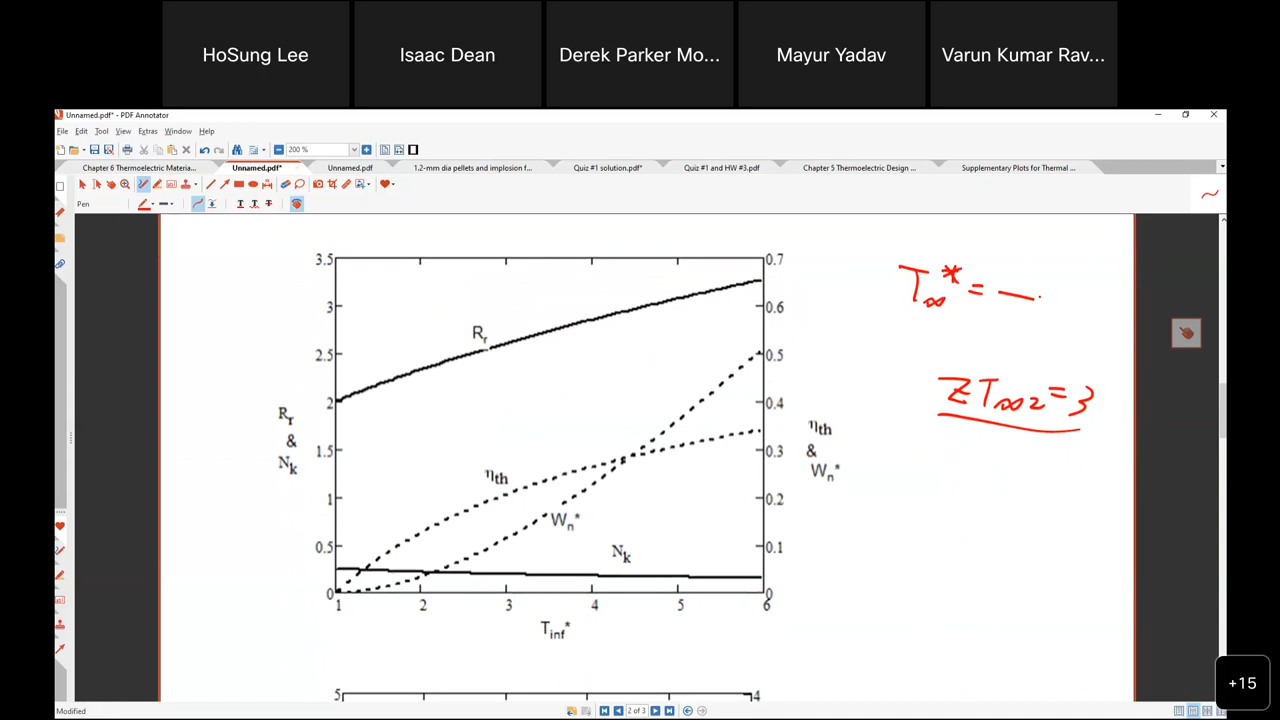 HoSung Lee
Isaac Dean
Derek Parker Mo...
Mayur Yadav
Varun Kumar Rav...
Unnamed.pdf* - PDF Annotator
File Edit Tool View Extras Window Help
200 %
Chapter 6 Thermoelectric Materia...
Unnamed.pdf*
Unnamed.pdf
1.2-mm dia pellets and implosion f...
Quiz #1 solution.pdf*
Quiz #1 and HW #3.pdf
Chapter 5 Thermoelectric Design ...
Supplementary Plots for Thermal ...
Pen
3.5
3
2.5
2
1.5
1
0.5
0
0.7
0.6
0.5
0.4
0.3
0.2
0.1
0
Rr
& 
Nk
Rr
ηth
Wn*
Nk
ηth
&
Wn*
1 2 3 4 5 6
Tinf*
T∞* = —
ZT∞2 = 3
5
4
2 of 3
Modified
+15